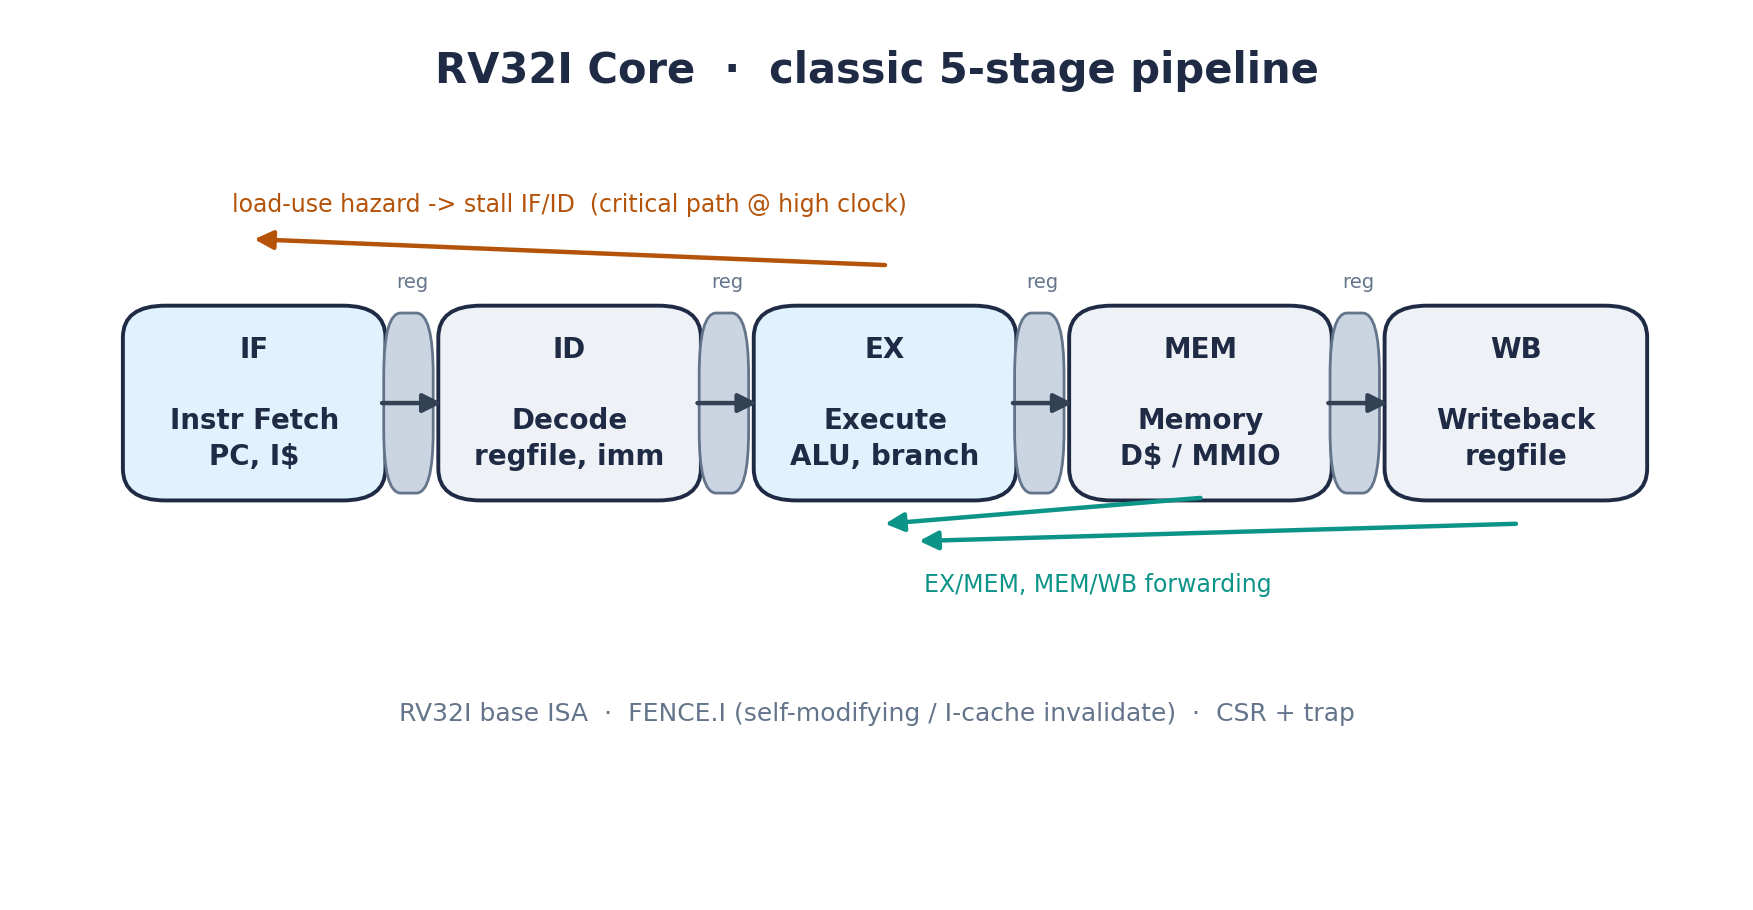 RV32I Core · classic 5-stage pipeline
load-use hazard -> stall IF/ID (critical path @ high clock)
reg
reg
reg
reg
IF
Instr Fetch
PC, I$
ID
Decode
regfile, imm
EX
Execute
ALU, branch
MEM
Memory
D$ / MMIO
WB
Writeback
regfile
EX/MEM, MEM/WB forwarding
RV32I base ISA · FENCE.I (self-modifying / I-cache invalidate) · CSR + trap